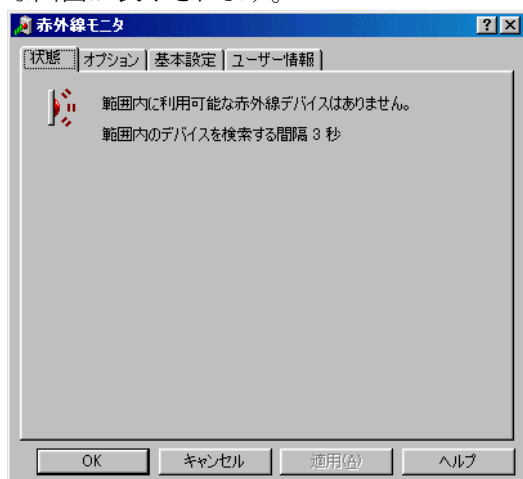 赤外線モニタ
状態 オプション 基本設定 ユーザー情報
範囲内に利用可能な赤外線デバイスはありません。
範囲内のデバイスを検索する間隔 3 秒
OK キャンセル 適用(A) ヘルプ